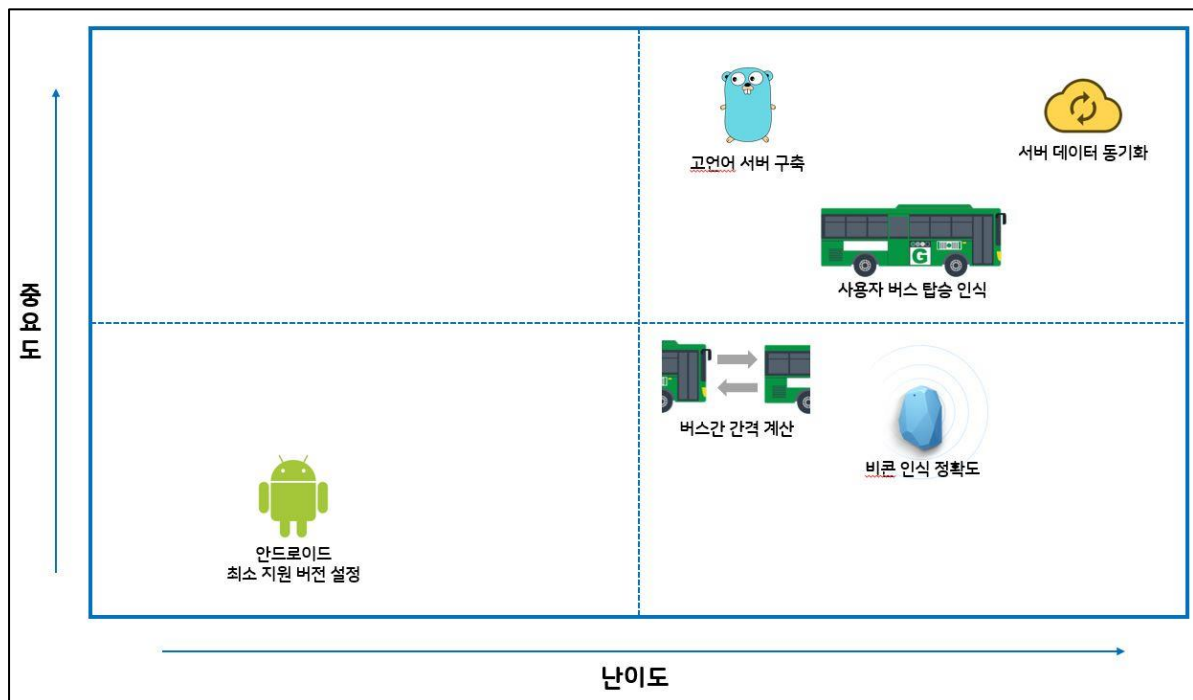 고언어 서버 구축
서버 데이터 동기화
G
사용자 버스 탑승 인식
중요도
버스간 간격 계산
비콘 인식 정확도
안드로이드
최소 지원 버전 설정
난이도